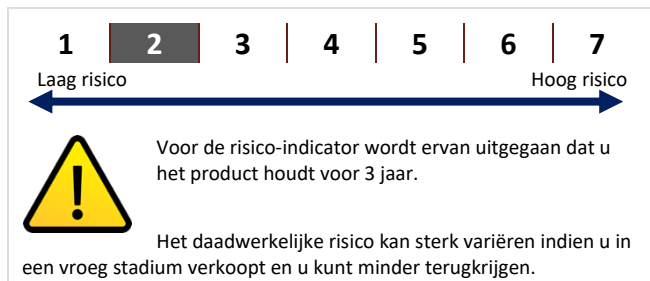 1 2 3 4 5 6 7
Laag risico Hoog risico
Voor de risico-indicator wordt ervan uitgegaan dat u
het product houdt voor 3 jaar.
Het daadwerkelijke risico kan sterk variëren indien u in
een vroeg stadium verkoopt en u kunt minder terugkrijgen.